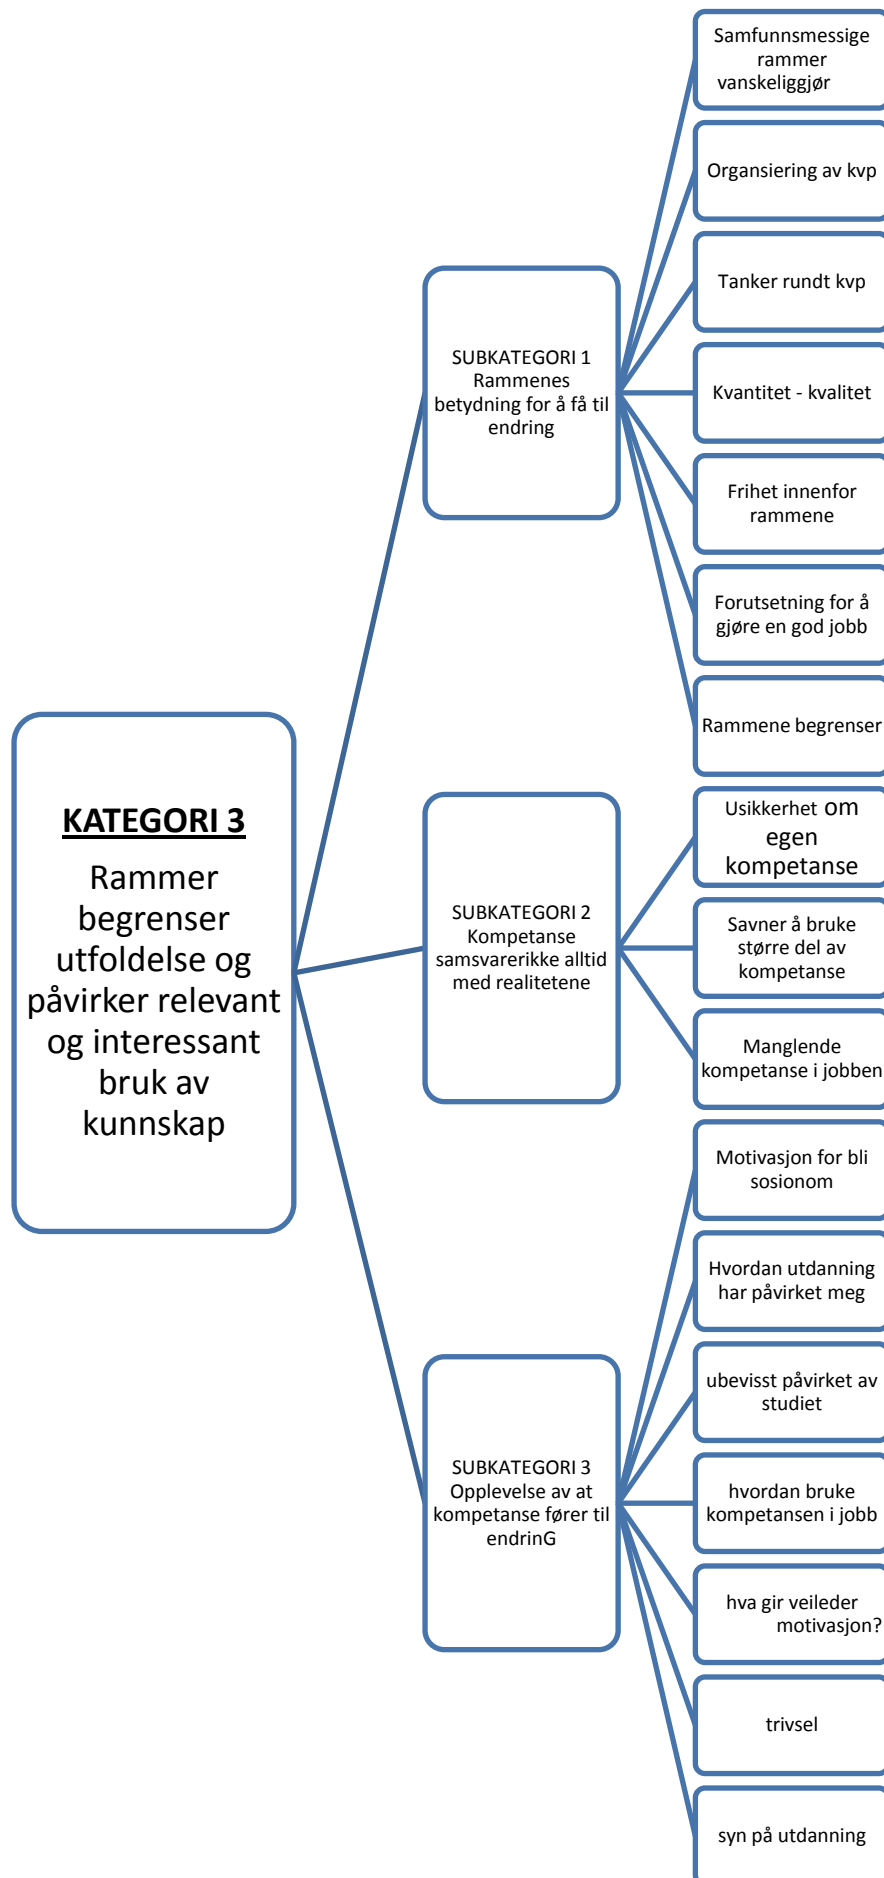 KATEGORI 3
Rammer
begrenser
utfoldelse og
påvirker relevant
og interessant
bruk av
kunnskap
SUBKATEGORI 1
Rammenes
betydning for å få til
endring
Samfunnsmessige
rammer
vanskeliggjør
Organsiering av kvp
Tanker rundt kvp
Kvantitet - kvalitet
Frihet innenfor
rammene
Forutsetning for å
gjøre en god jobb
Rammene begrenser
SUBKATEGORI 2
Kompetanse
samsvarerikke alltid
med realitetene
Usikkerhet om
egen
kompetanse
Savner å bruke
større del av
kompetanse
Manglende
kompetanse i jobben
SUBKATEGORI 3
Opplevelse av at
kompetanse fører til
endrinG
Motivasjon for bli
sosionom
Hvordan utdanning
har påvirket meg
ubevisst påvirket av
studiet
hvordan bruke
kompetansen i jobb
hva gir veileder
motivasjon?
trivsel
syn på utdanning